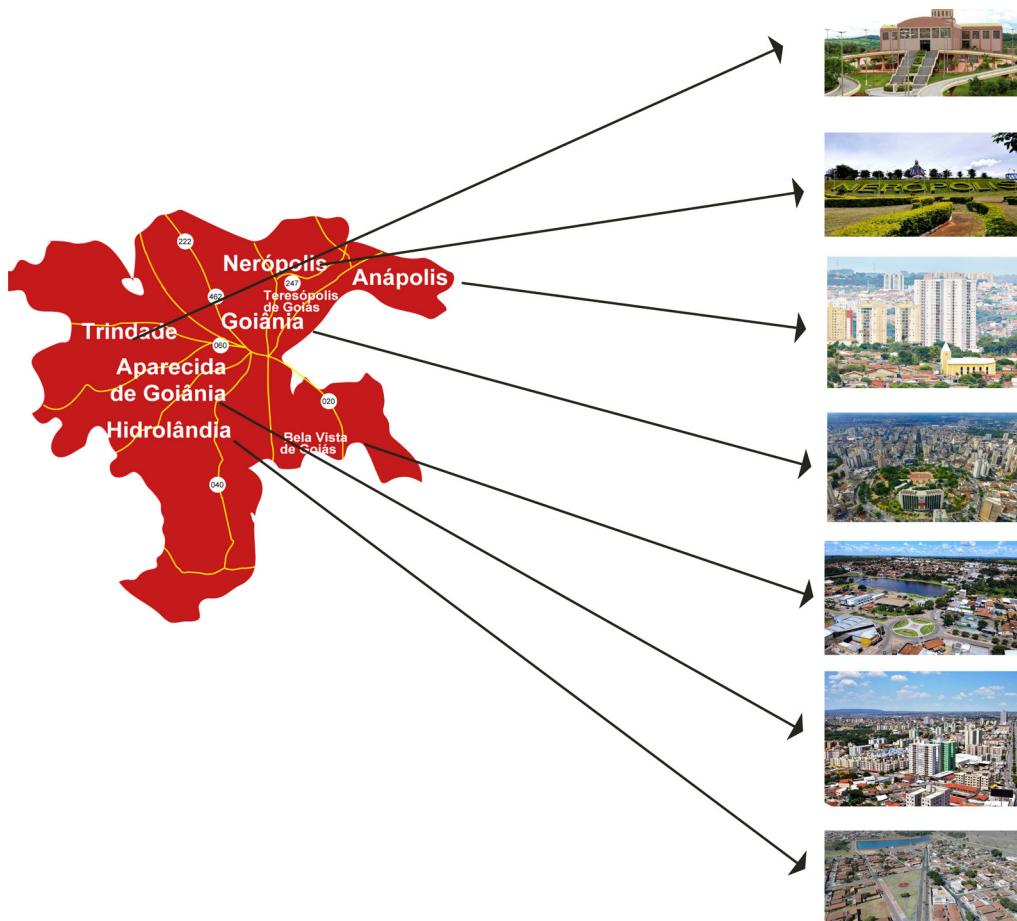 NERÓPOLIS
222
Nerópolis
247
Anápolis
462
Teresópolis
de Goiás
Goiânia
Trindade
060
Aparecida
de Goiânia
020
Hidrolândia
Bela Vista
de Goiás
040